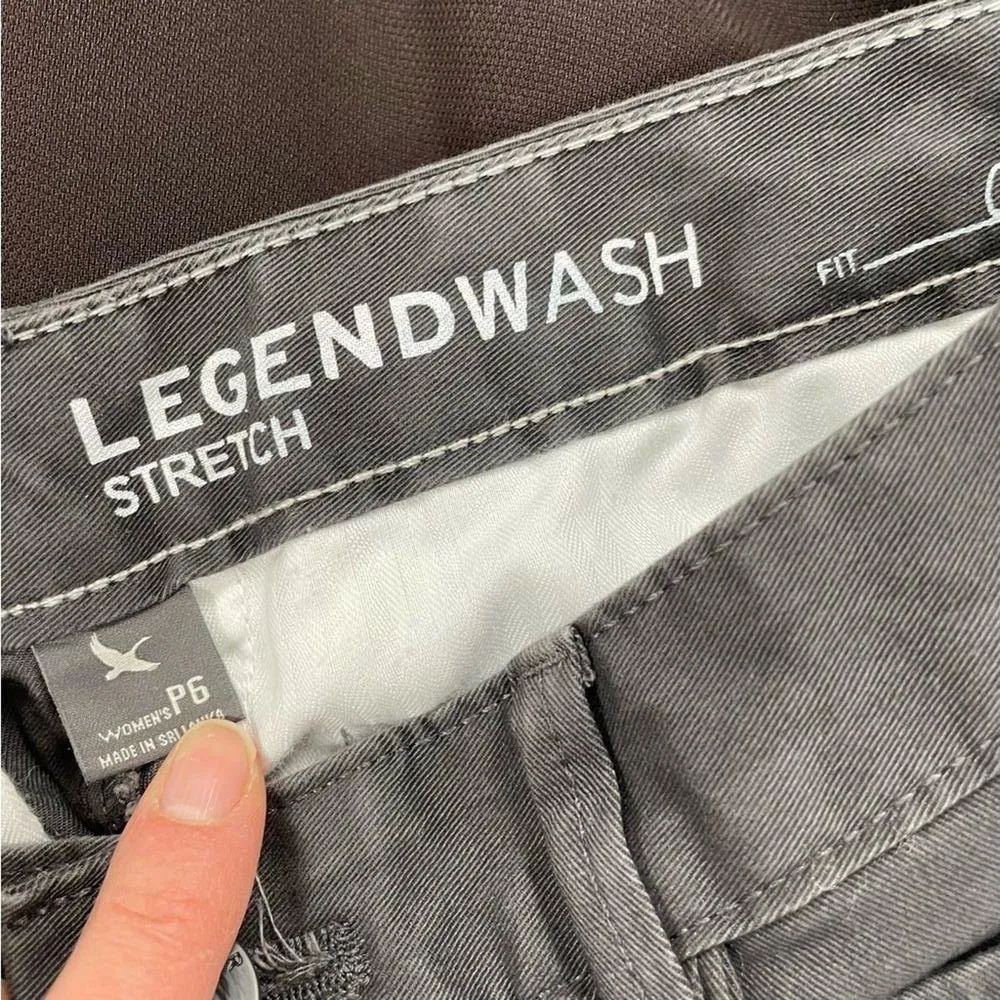 LEGENDWASH
STRETCH
FIT
WOMEN'S P6
MADE IN SRI LANKA